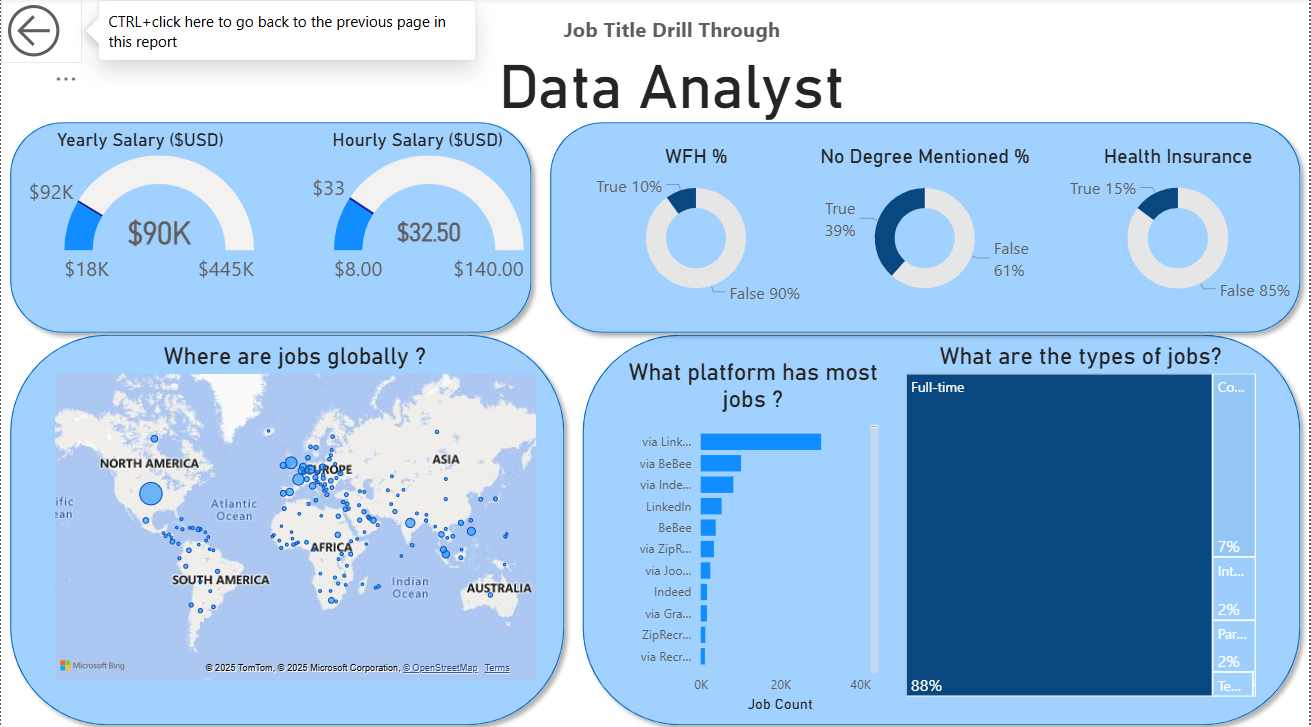 CTRL+click here to go back to the previous page in
this report
...
Job Title Drill Through
Data Analyst
Yearly Salary ($USD)
$92K
$90K
$18K
$445K
Hourly Salary ($USD)
$33
$32.50
$8.00
$140.00
WFH %
True 10%
False 90%
No Degree Mentioned %
True
39%
False
61%
Health Insurance
True 15%
False 85%
Where are jobs globally ?
NORTH AMERICA
EUROPE
ASIA
ific
ean
Atlantic
Ocean
AFRICA
SOUTH AMERICA
Indian
Ocean
AUSTRALIA
Microsoft Bing
© 2025 TomTom, © 2025 Microsoft Corporation, © OpenStreetMap Terms
What platform has most
jobs ?
via Link...
via BeBee
via Inde...
LinkedIn
BeBee
via ZipR...
via Joo...
Indeed
via Gra...
ZipRecr...
via Recr...
0K
20K
40K
Job Count
What are the types of jobs?
Full-time
88%
Co...
7%
Int...
2%
Par...
2%
Te...